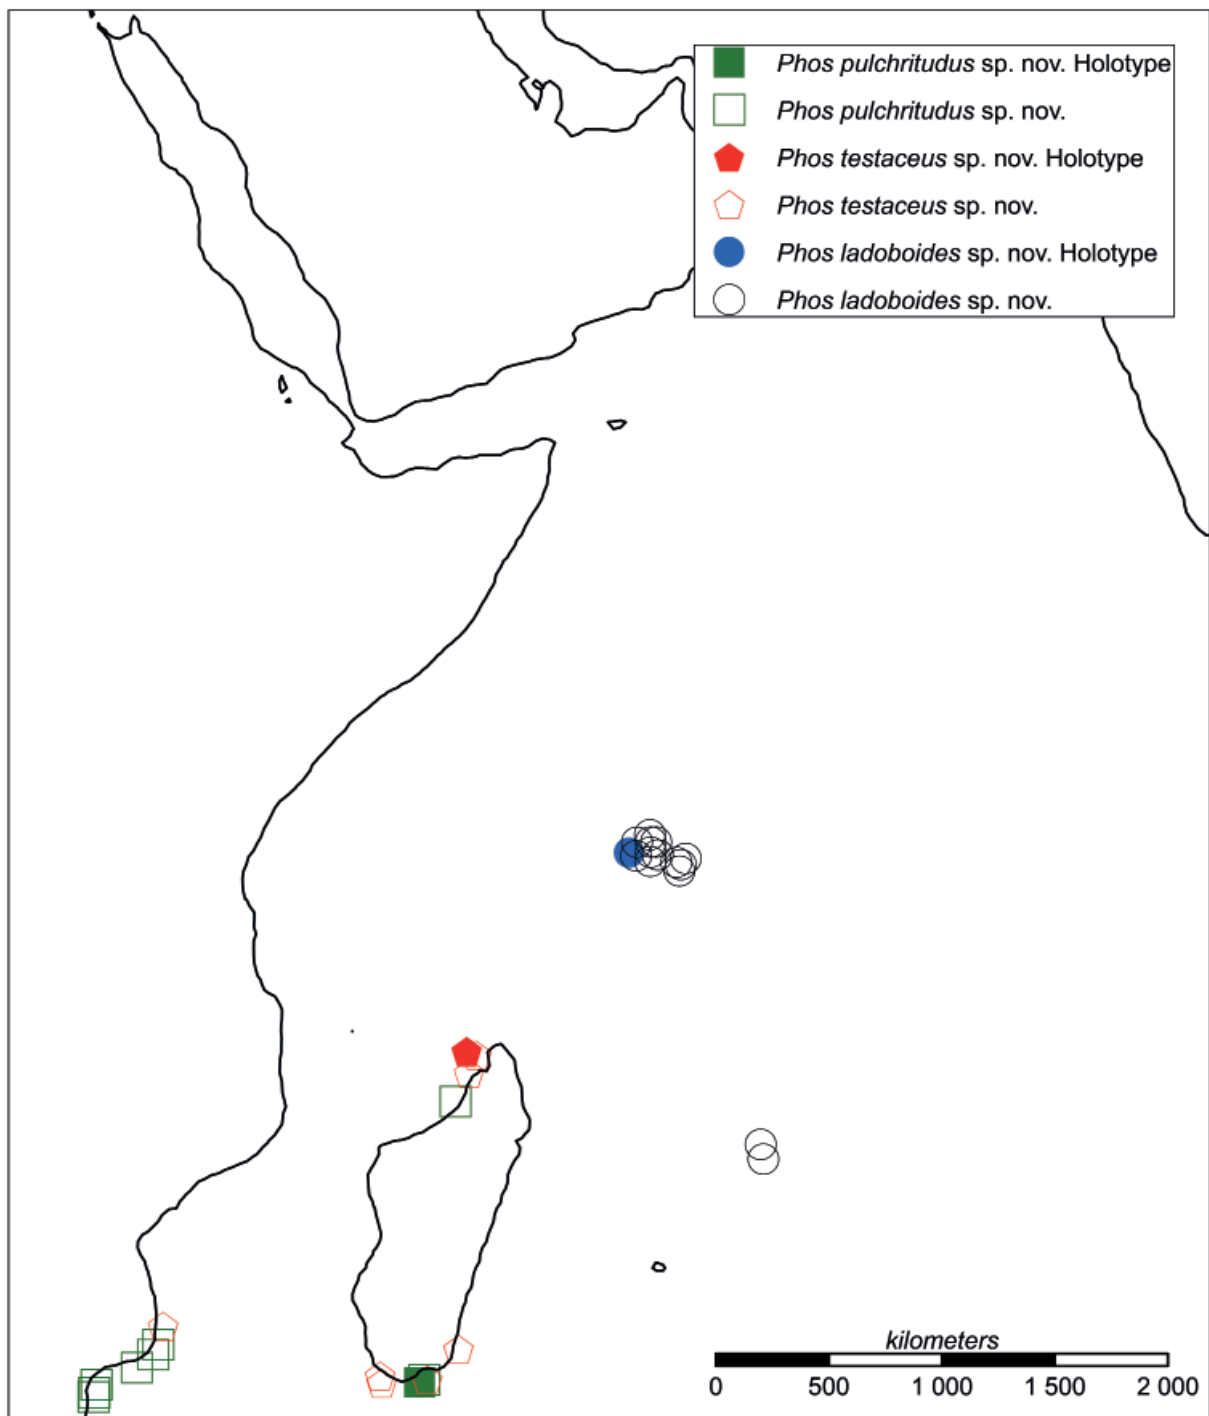 Phos pulchritudus sp. nov. Holotype
Phos pulchritudus sp. nov.
Phos testaceus sp. nov. Holotype
Phos testaceus sp. nov.
Phos ladoboides sp. nov. Holotype
Phos ladoboides sp. nov.
kilometers
0 500 1 000 1 500 2 000